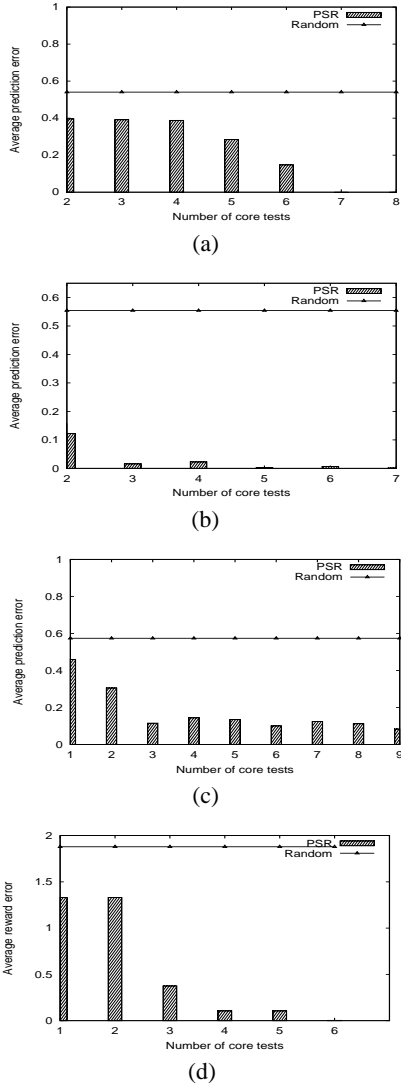 PSR
Random
1
0.8
0.6
0.4
0.2
0
Average prediction error
2 3 4 5 6 7 8
Number of core tests
(a)
PSR
Random
0.6
0.5
0.4
0.3
0.2
0.1
0
Average prediction error
2 3 4 5 6 7
Number of core tests
(b)
PSR
Random
1
0.8
0.6
0.4
0.2
0
Average prediction error
1 2 3 4 5 6 7 8 9
Number of core tests
(c)
PSR
Random
2
1.5
1
0.5
0
Average reward error
1 2 3 4 5 6
Number of core tests
(d)